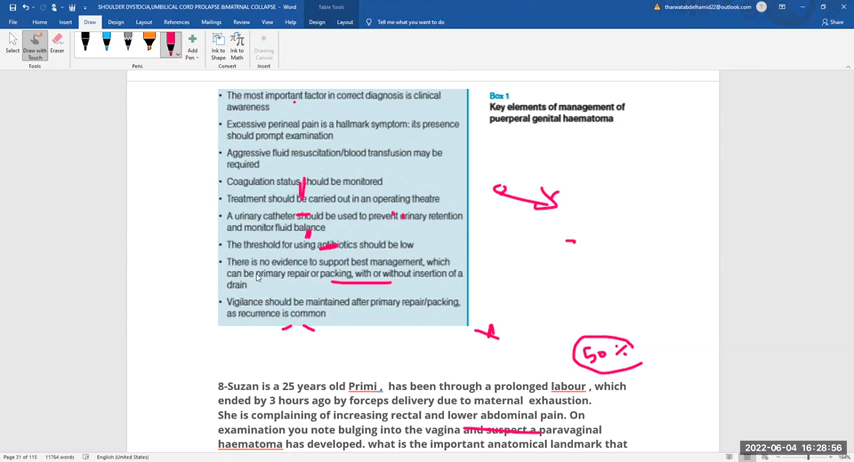 SHOULDER DYSTOCIA,UMBILICAL CORD PROLAPSE &MATRNAL COLLAPSE - Word
Table Tools
tharwatabdelhamid22@outlook.com
File Home Insert Draw Design Layout References Mailings Review View Help Design Layout Tell me what you want to do Share
Select Draw with Touch Eraser Add Pen Ink to Shape Ink to Math Drawing Canvas
Tools Pens Convert Insert
• The most important factor in correct diagnosis is clinical
awareness
• Excessive perineal pain is a hallmark symptom: its presence
should prompt examination
• Aggressive fluid resuscitation/blood transfusion may be
required
• Coagulation status should be monitored
• Treatment should be carried out in an operating theatre
• A urinary catheter should be used to prevent urinary retention
and monitor fluid balance
• The threshold for using antibiotics should be low
• There is no evidence to support best management, which
can be primary repair or packing, with or without insertion of a
drain
• Vigilance should be maintained after primary repair/packing,
as recurrence is common
Box 1
Key elements of management of
puerperal genital haematoma
50 %
8-Suzan is a 25 years old Primi , has been through a prolonged labour , which
ended by 3 hours ago by forceps delivery due to maternal exhaustion.
She is complaining of increasing rectal and lower abdominal pain. On
examination you note bulging into the vagina and suspect a paravaginal
haematoma has developed. what is the important anatomical landmark that
Page 31 of 115 11764 words English (United States) 164%
2022-06-04 16:28:56